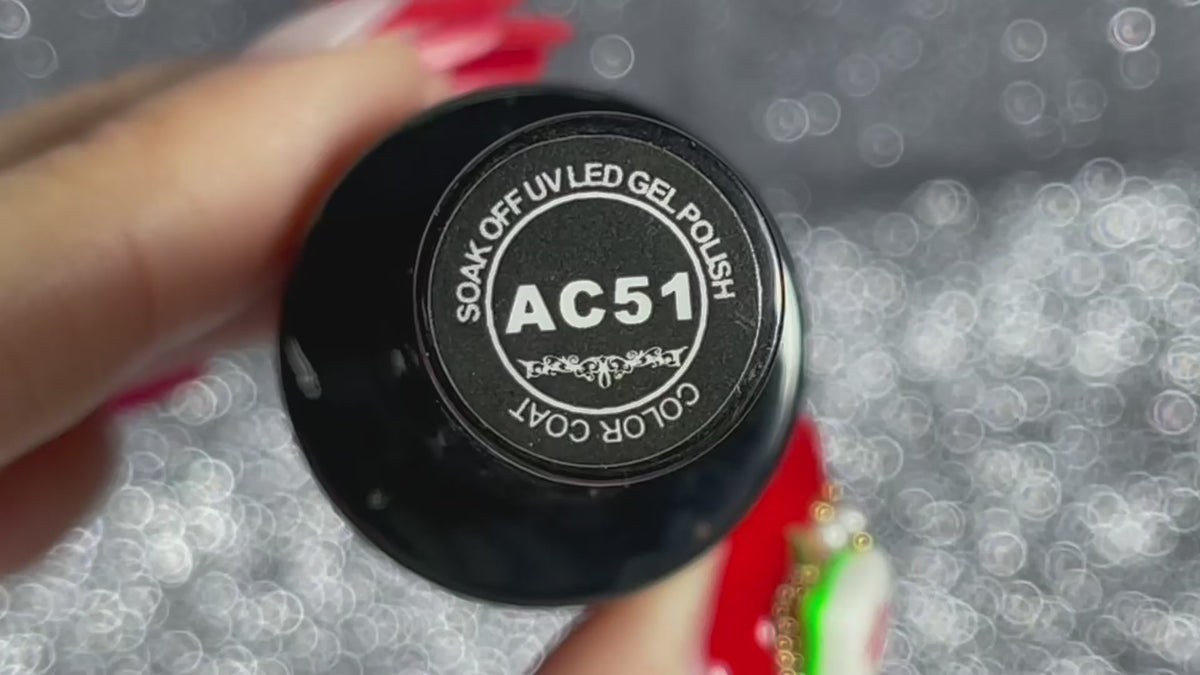 SOAK OFF UV LED GEL POLISH
AC51
COLOR COAT